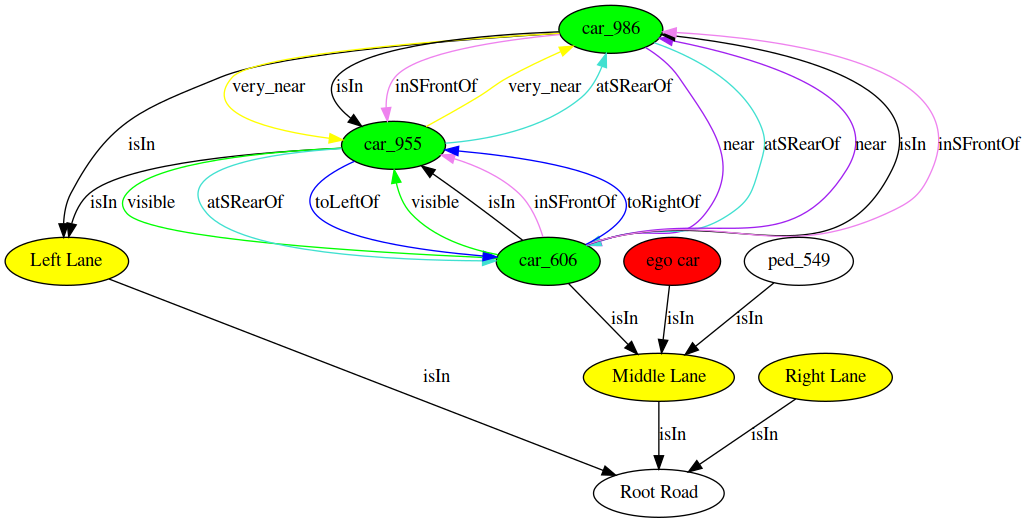 car_986
very_near
isIn
inSFrontOf
very_near
atSRearOf
isIn
car_955
near
atSRearOf
near
isIn
inSFrontOf
isIn
visible
atSRearOf
toLeftOf
visible
isIn
inSFrontOf
toRightOf
Left Lane
car_606
ego car
ped_549
isIn
isIn
isIn
isIn
Middle Lane
Right Lane
isIn
isIn
Root Road